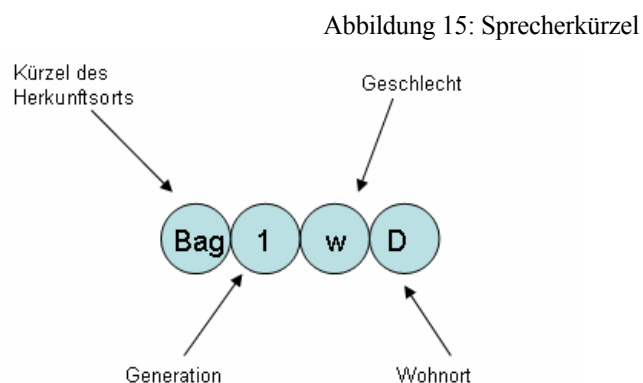 Abbildung 15: Sprecherkürzel
Kürzel des
Herkunftsorts
Geschlecht
Bag 1 w D
Generation
Wohnort